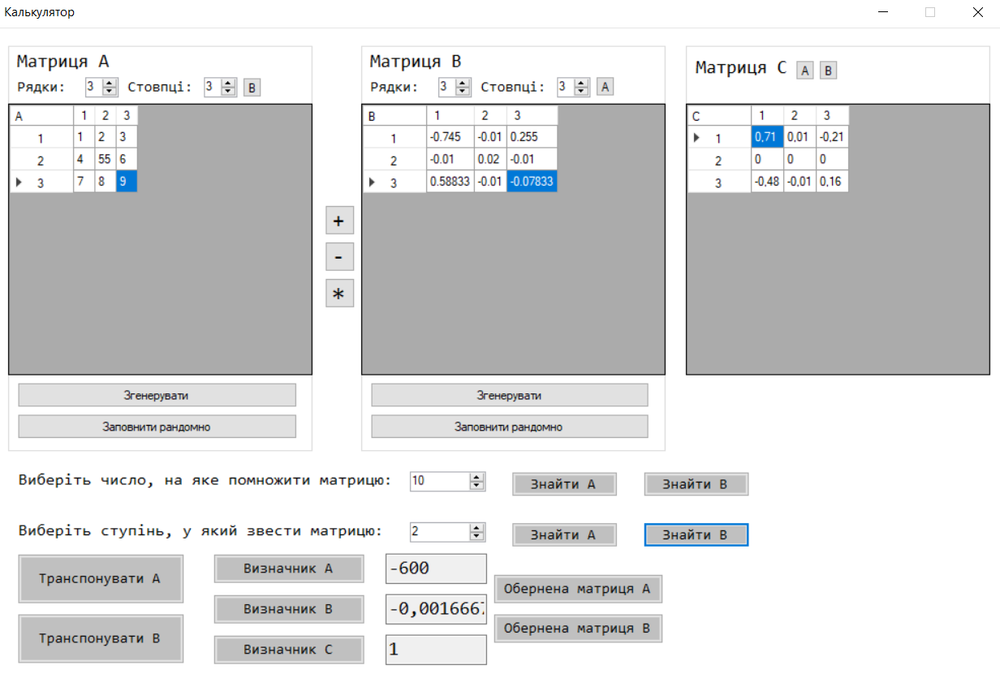 Калькулятор
Матриця A
Рядки: 3 Стовпці: 3 B
A 1 2 3
1 1 2 3
2 4 55 6
3 7 8 9
Згенерувати
Заповнити рандомно
+
-
*
Матриця B
Рядки: 3 Стовпці: 3 A
B 1 2 3
1 -0.745 -0.01 0.255
2 -0.01 0.02 -0.01
3 0.58833 -0.01 -0.07833
Згенерувати
Заповнити рандомно
Матриця C A B
C 1 2 3
1 0,71 0,01 -0,21
2 0 0 0
3 -0,48 -0,01 0,16
Виберіть число, на яке помножити матрицю: 10 Знайти A Знайти B
Виберіть ступінь, у який звести матрицю: 2 Знайти A Знайти B
Транспонувати A
Транспонувати B
Визначник A -600
Визначник B -0,001666
Визначник C 1
Обернена матриця A
Обернена матриця B